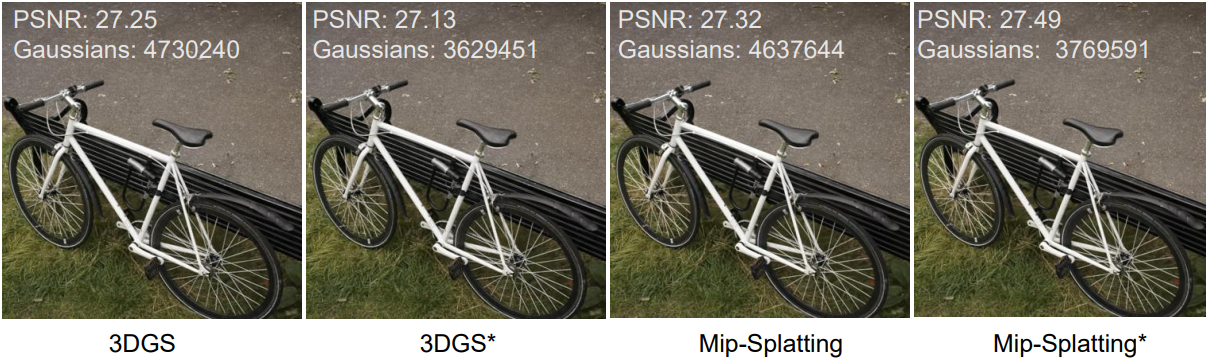 PSNR: 27.25
Gaussians: 4730240
PSNR: 27.13
Gaussians: 3629451
PSNR: 27.32
Gaussians: 4637644
PSNR: 27.49
Gaussians: 3769591
3DGS
3DGS*
Mip-Splatting
Mip-Splatting*